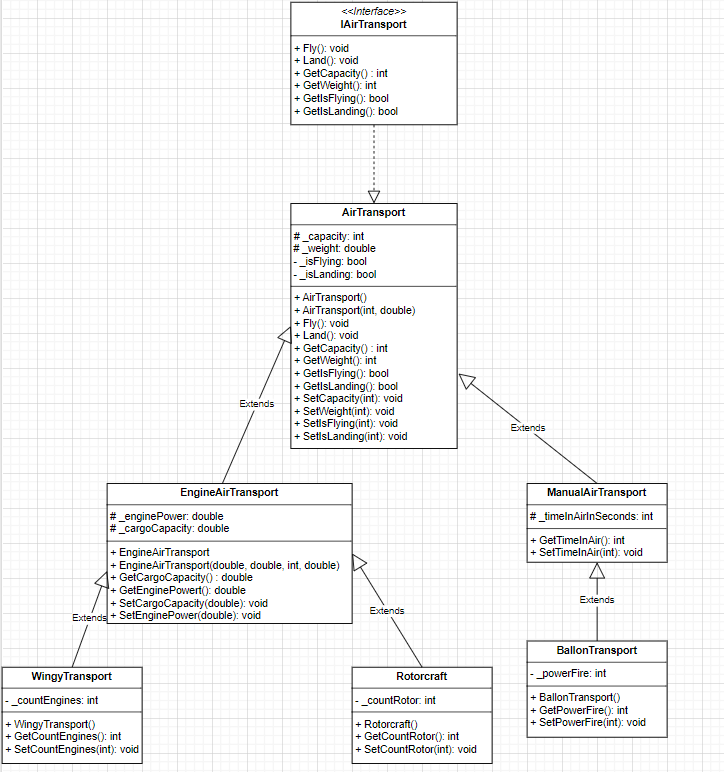 <<Interface>>
IAirTransport
+ Fly(): void
+ Land(): void
+ GetCapacity() : int
+ GetWeight(): int
+ GetIsFlying(): bool
+ GetIsLanding(): bool
AirTransport
# _capacity: int
# _weight: double
- _isFlying: bool
- _isLanding: bool
+ AirTransport()
+ AirTransport(int, double)
+ Fly(): void
+ Land(): void
+ GetCapacity() : int
+ GetWeight(): int
+ GetIsFlying(): bool
+ GetIsLanding(): bool
+ SetCapacity(int): void
+ SetWeight(int): void
+ SetIsFlying(int): void
+ SetIsLanding(int): void
Extends
Extends
EngineAirTransport
# _enginePower: double
# _cargoCapacity: double
+ EngineAirTransport
+ EngineAirTransport(double, double, int, double)
+ GetCargoCapacity() : double
+ GetEnginePowert(): double
+ SetCargoCapacity(double): void
+ SetEnginePower(double): void
ManualAirTransport
# _timeInAirInSeconds: int
+ GetTimeInAir(): int
+ SetTimeInAir(int): void
Extends
Extends
Extends
WingyTransport
- _countEngines: int
+ WingyTransport()
+ GetCountEngines(): int
+ SetCountEngines(int): void
Rotorcraft
- _countRotor: int
+ Rotorcraft()
+ GetCountRotor(): int
+ SetCountRotor(int): void
BallonTransport
- _powerFire: int
+ BallonTransport()
+ GetPowerFire(): int
+ SetPowerFire(int): void